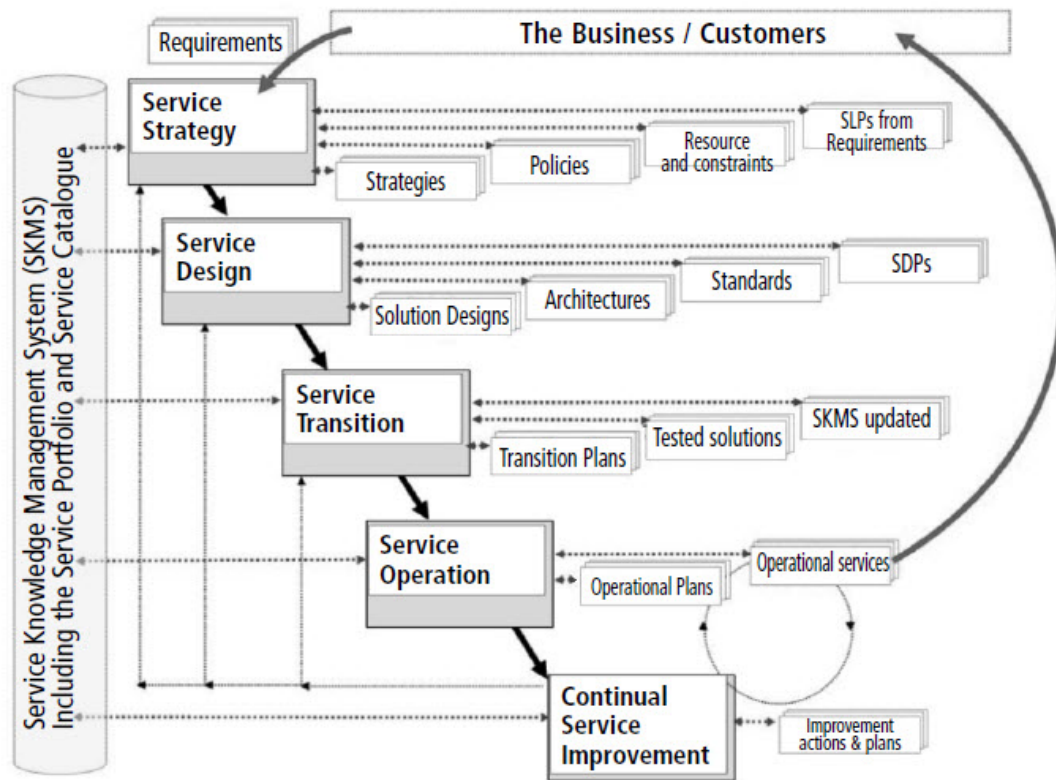 Requirements
The Business / Customers
Service Knowledge Management System (SKMS)
Including the Service Portfolio and Service Catalogue
Service
Strategy
SLPs from
Requirements
Resource
and constraints
Policies
Strategies
Service
Design
SDPs
Standards
Architectures
Solution Designs
Service
Transition
SKMS updated
Tested solutions
Transition Plans
Service
Operation
Operational services
Operational Plans
Continual
Service
Improvement
Improvement
actions & plans